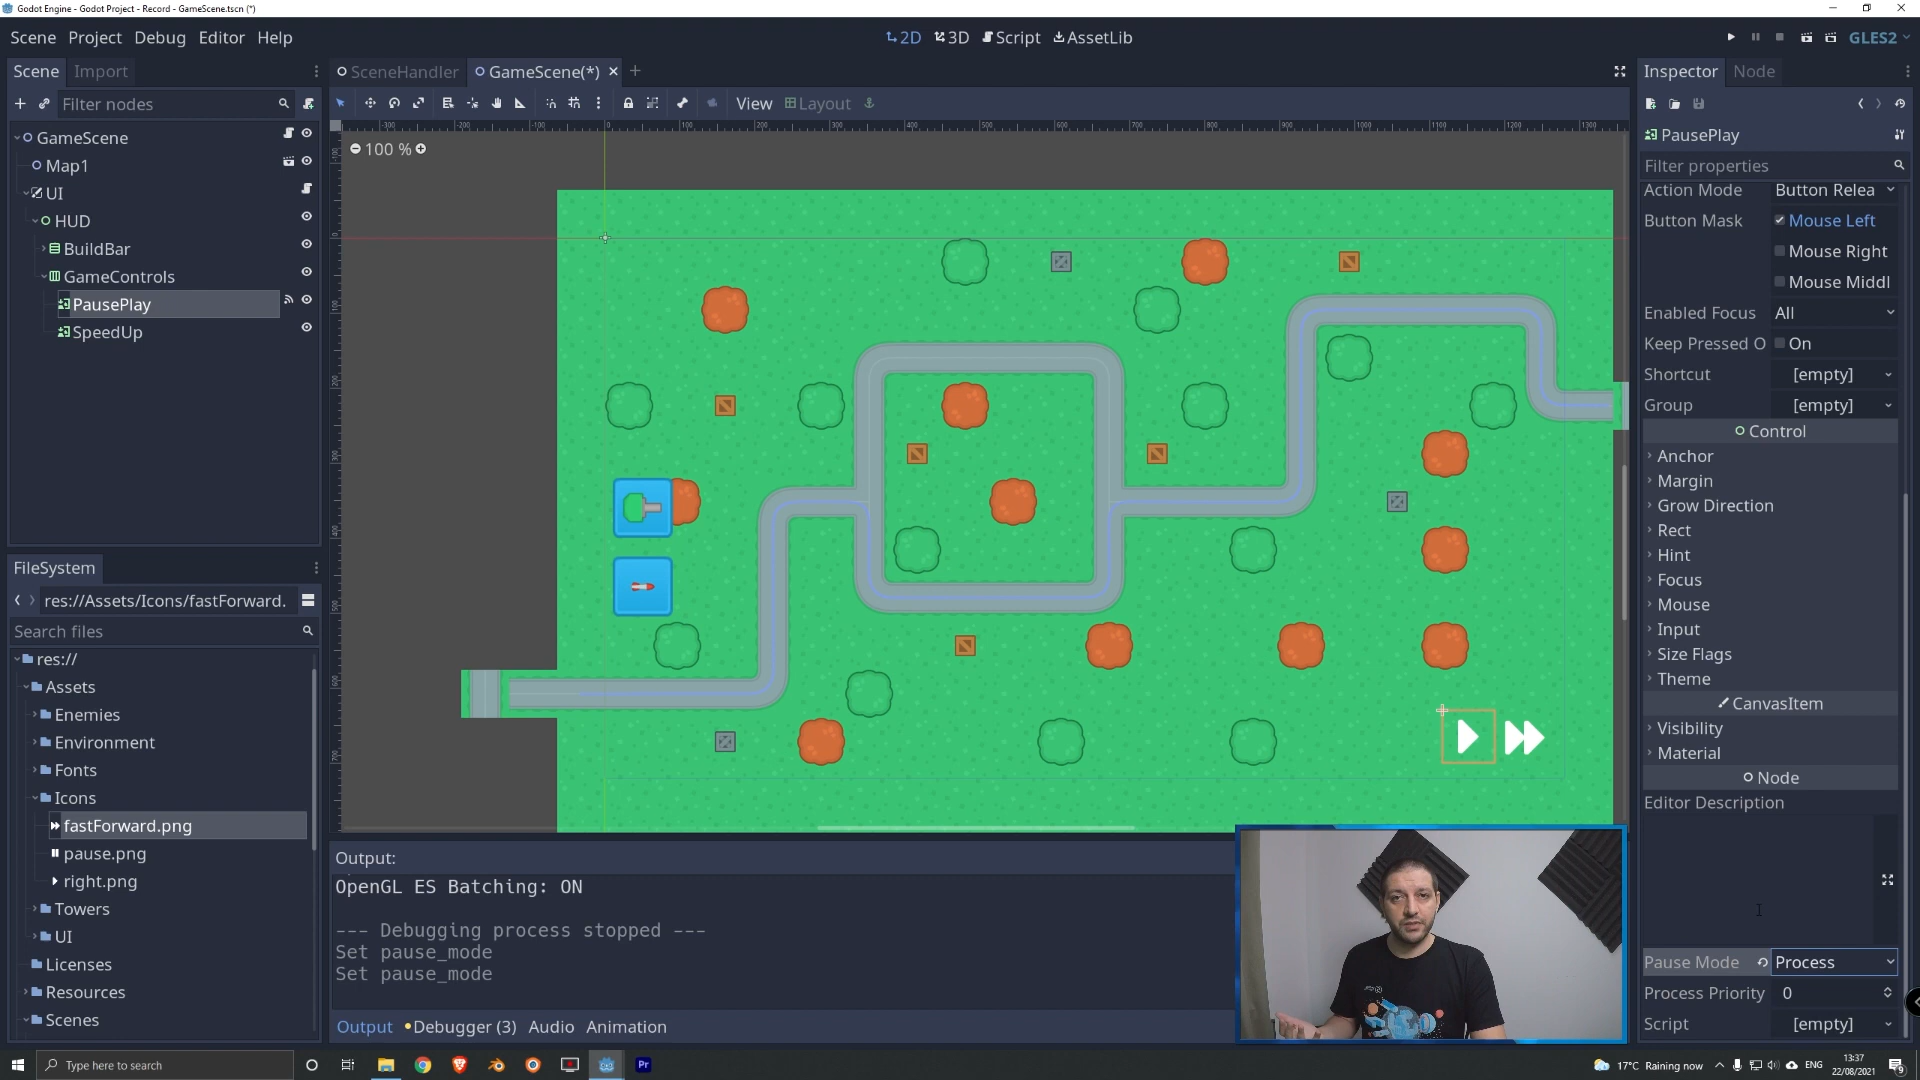 Godot Engine - Godot Project - Record - GameScene.tscn (*)
Scene Project Debug Editor Help
2D 3D Script AssetLib
GLES2
Scene Import
SceneHandler GameScene(*)
Inspector Node
Filter nodes
View Layout
GameScene
Map1
UI
HUD
BuildBar
GameControls
PausePlay
SpeedUp
100 %
PausePlay
Filter properties
Action Mode Button Relea
Button Mask Mouse Left
Mouse Right
Mouse Middl
Enabled Focus All
Keep Pressed O On
Shortcut [empty]
Group [empty]
Control
Anchor
Margin
Grow Direction
Rect
Hint
Focus
Mouse
Input
Size Flags
Theme
CanvasItem
Visibility
Material
Node
Editor Description
Pause Mode Process
Process Priority 0
Script [empty]
FileSystem
res://Assets/Icons/fastForward.
Search files
res://
Assets
Enemies
Environment
Fonts
Icons
fastForward.png
pause.png
right.png
Towers
UI
Licenses
Resources
Scenes
Output:
OpenGL ES Batching: ON
--- Debugging process stopped ---
Set pause_mode
Set pause_mode
Output Debugger (3) Audio Animation
Type here to search
17°C Raining now
ENG
13:37
22/08/2021